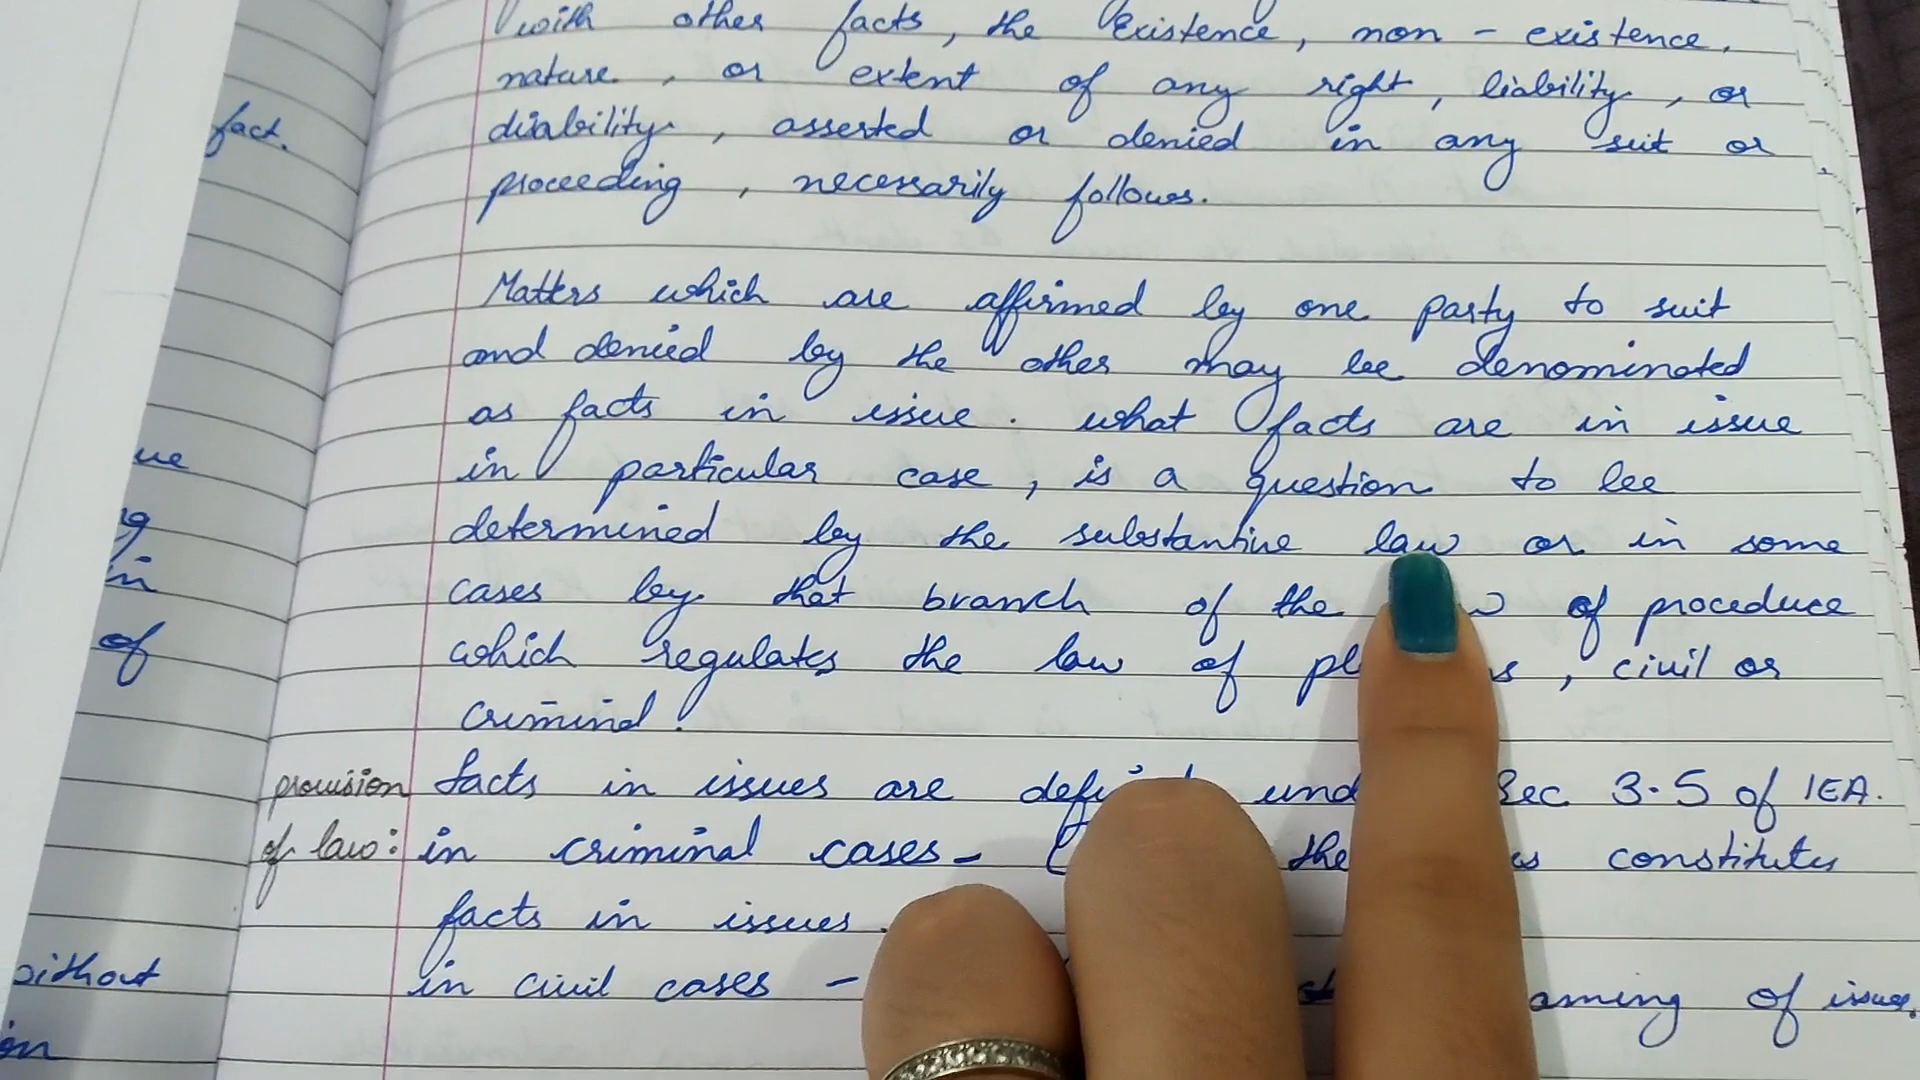 with other facts, the existence, non - existence,
nature, or extent of any right, liability, or
disability, asserted or denied in any suit or
proceeding, necessarily follows.
Matters which are affirmed by one party to suit
and denied by the other may be denominated
as facts in issue. what facts are in issue
in particular case, is a question to be
determined by the substantive law or in some
cases by that branch of the of procedure
which regulates the law of , civil or
criminal.
provision of law:
facts in issues are under Sec 3.5 of IEA.
in criminal cases - the constitutes
facts in issues.
in civil cases - of issues.
fact.
ue
in
of
without